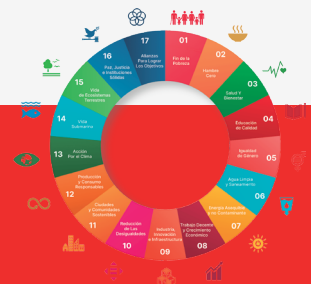 01
Fin de la
Pobreza
02
Hambre
Cero
03
Salud Y
Bienestar
04
Educación
de Calidad
05
Igualdad
de Género
06
Agua Limpia
y Saneamiento
07
Energía Asequible
y no Contaminante
08
Trabajo Decente
y Crecimiento
Económico
09
Industria,
Innovación
e Infraestructura
10
Reducción
de Las
Desigualdades
11
Ciudades
y Comunidades
Sostenibles
12
Producción
y Consumo
Responsables
13
Acción
Por el Clima
14
Vida
Submarina
15
Vida
de Ecosistemas
Terrestres
16
Paz, Justicia
e Instituciones
Sólidas
17
Alianzas
Para Lograr
Los Objetivos